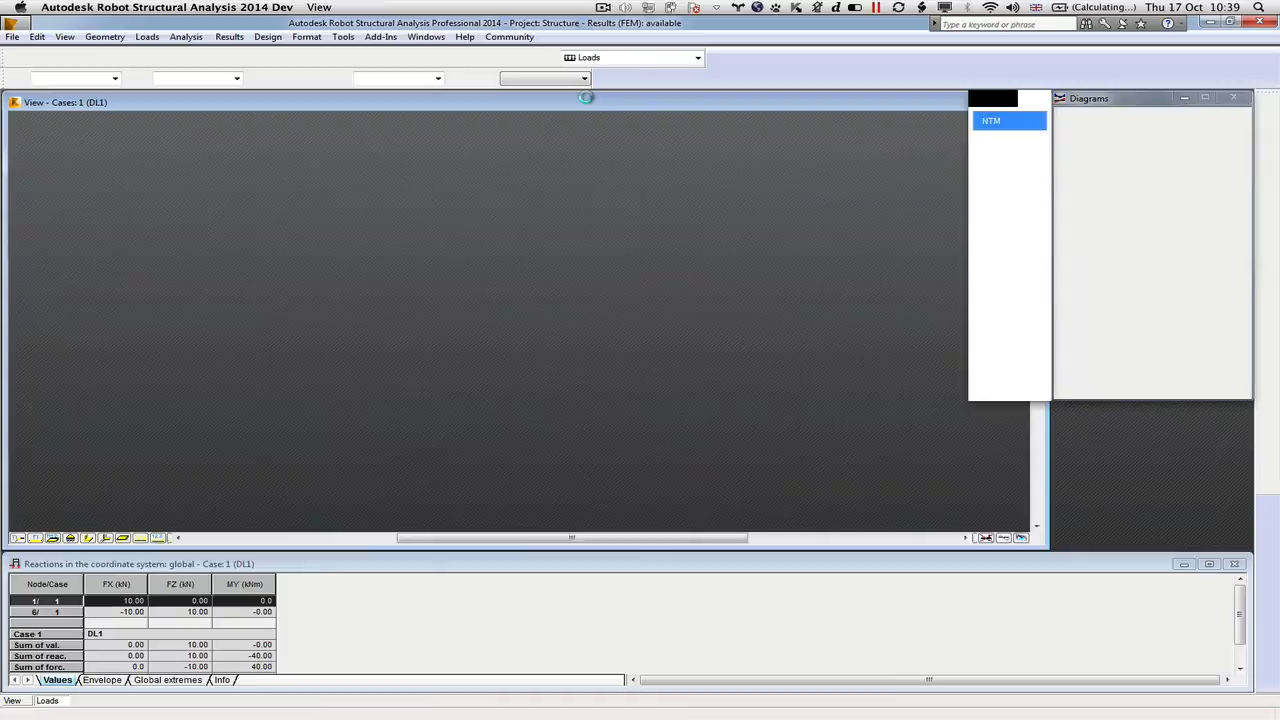 Autodesk Robot Structural Analysis 2014 Dev View
(Calculating... Thu 17 Oct 10:39
Autodesk Robot Structural Analysis Professional 2014 - Project: Structure - Results (FEM): available
Type a keyword or phrase
File Edit View Geometry Loads Analysis Results Design Format Tools Add-Ins Windows Help Community
Loads
View - Cases: 1 (DL1)
Diagrams
NTM
Reactions in the coordinate system: global - Case: 1 (DL1)
Node/Case FX (kN) FZ (kN) MY (kNm)
1/ 1 10.00 0.00 0.0
6/ 1 -10.00 10.00 -0.00
Case 1 DL1
Sum of val. 0.00 10.00 -0.00
Sum of reac. 0.00 10.00 -40.00
Sum of forc. 0.0 -10.00 40.00
Values Envelope Global extremes Info
View Loads